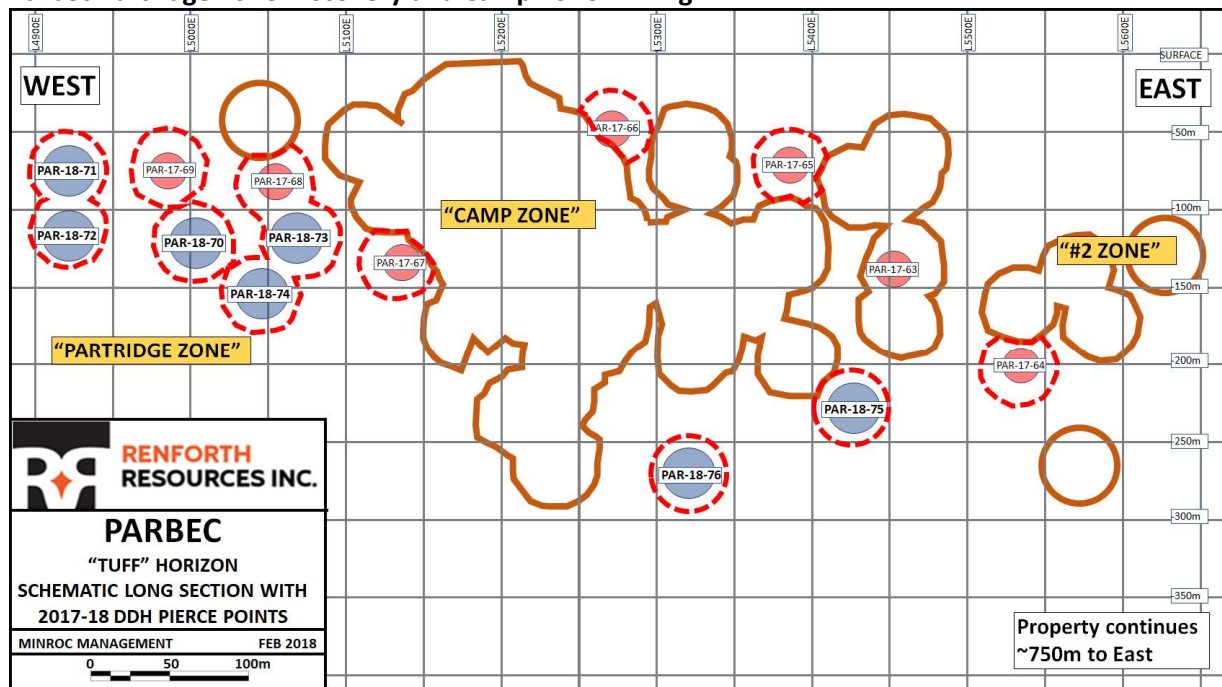 L4900E
L5000E
L5100E
L5200E
L5300E
L5400E
L5500E
L5600E
SURFACE
WEST
EAST
-50m
-100m
-150m
-200m
-250m
-300m
-350m
PAR-18-71
PAR-17-69
PAR-17-68
PAR-17-66
PAR-17-65
PAR-18-72
PAR-18-70
PAR-18-73
PAR-17-67
"CAMP ZONE"
PAR-17-63
"#2 ZONE"
PAR-18-74
"PARTRIDGE ZONE"
PAR-17-64
PAR-18-75
PAR-18-76
RENFORTH
RESOURCES INC.
PARBEC
"TUFF" HORIZON
SCHEMATIC LONG SECTION WITH
2017-18 DDH PIERCE POINTS
MINROC MANAGEMENT FEB 2018
0 50 100m
Property continues
~750m to East